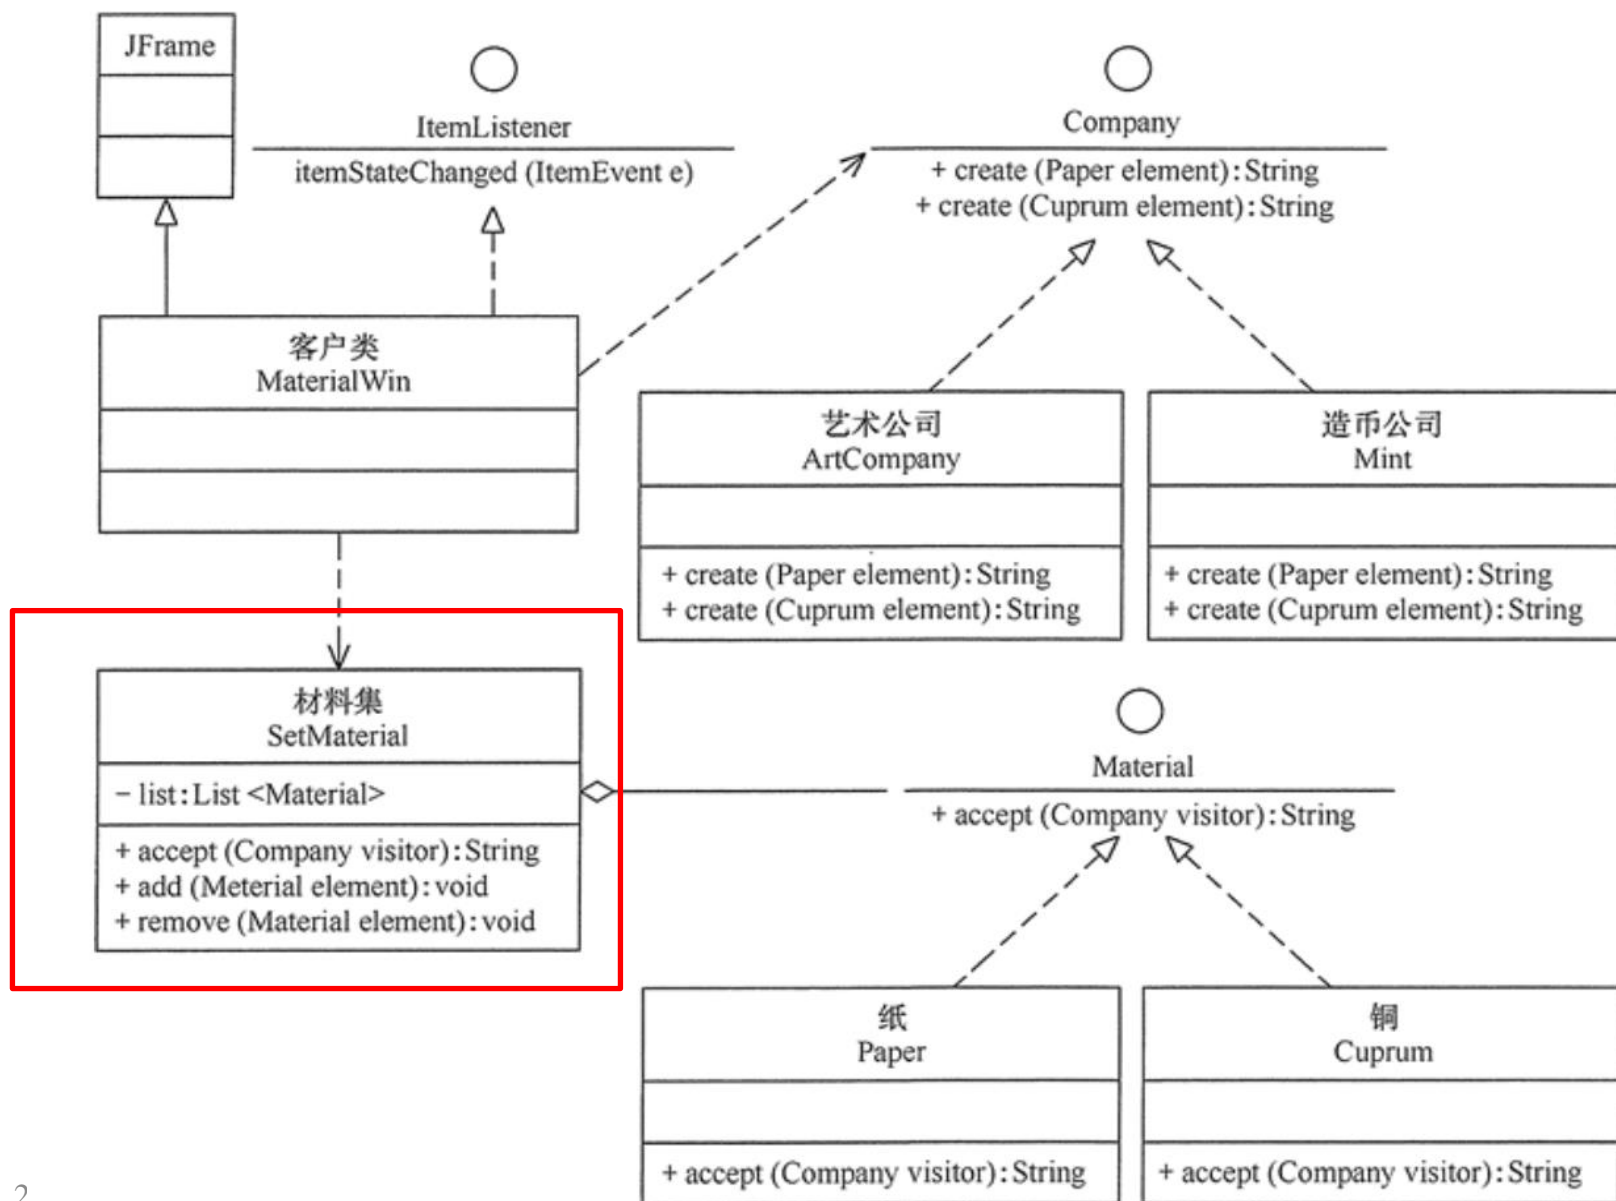 JFrame
ItemListener
itemStateChanged (ItemEvent e)
Company
+ create (Paper element):String
+ create (Cuprum element):String
客户类
MaterialWin
艺术公司
ArtCompany
+ create (Paper element):String
+ create (Cuprum element):String
造币公司
Mint
+ create (Paper element):String
+ create (Cuprum element):String
材料集
SetMaterial
− list:List <Material>
+ accept (Company visitor):String
+ add (Meterial element):void
+ remove (Material element):void
Material
+ accept (Company visitor):String
纸
Paper
+ accept (Company visitor):String
铜
Cuprum
+ accept (Company visitor):String
2